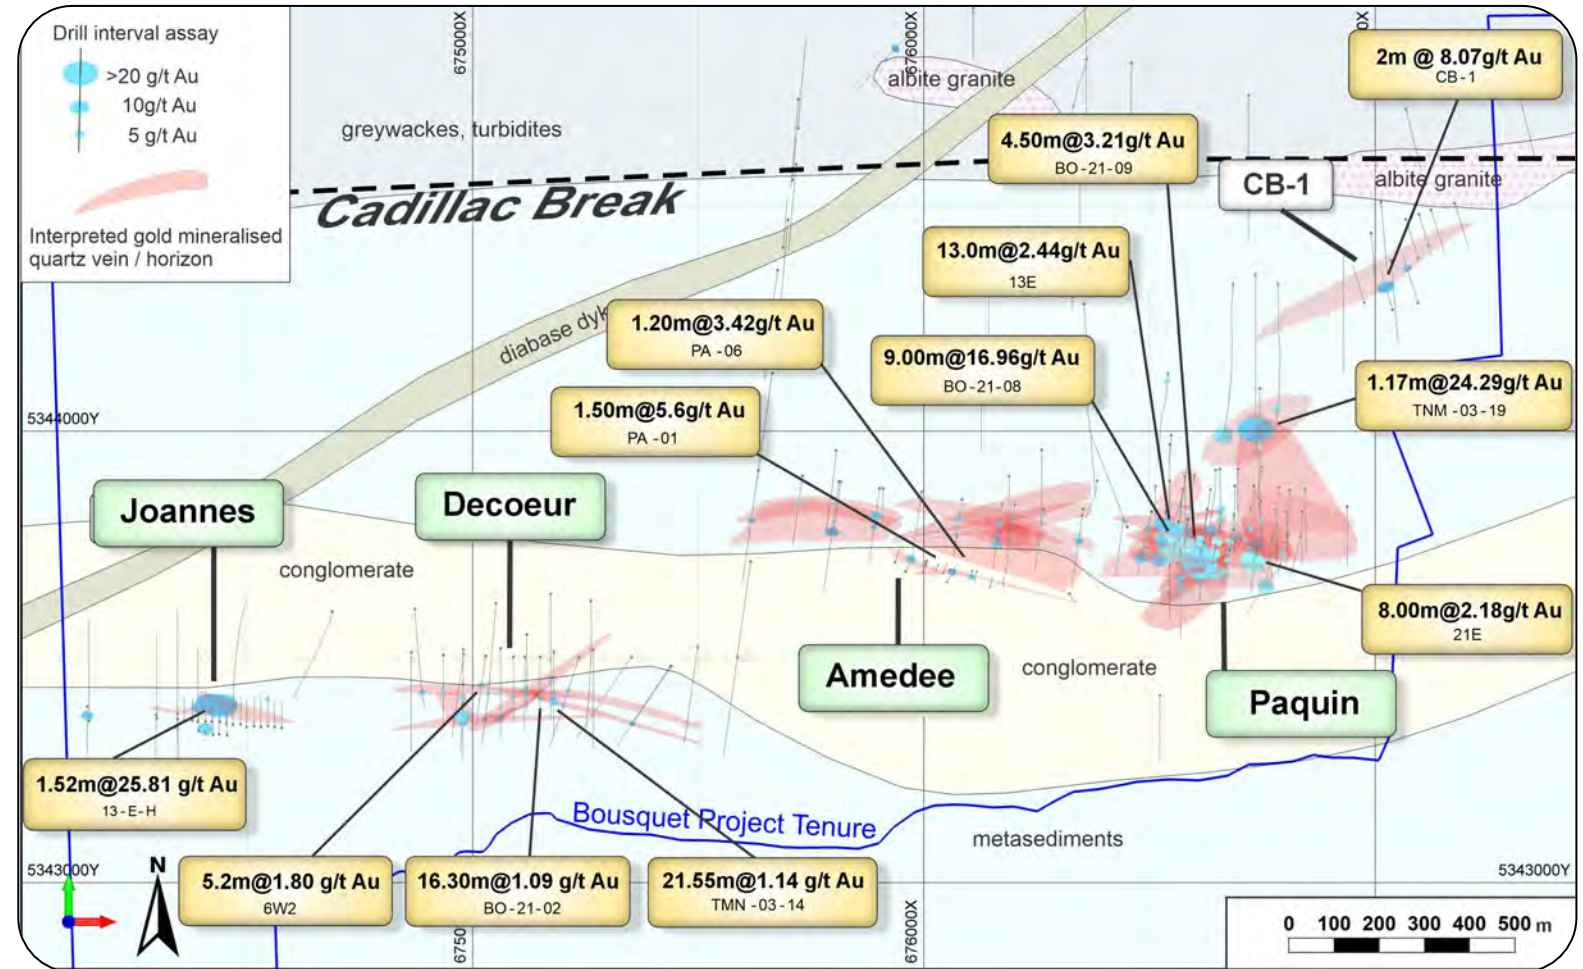 Drill interval assay
>20 g/t Au
10g/t Au
5 g/t Au
Interpreted gold mineralised
quartz vein / horizon
675000X
676000X
0X
greywackes, turbidites
albite granite
2m @ 8.07g/t Au
CB-1
4.50m@3.21g/t Au
BO-21-09
Cadillac Break
CB-1
albite granite
13.0m@2.44g/t Au
13E
diabase dyk
1.20m@3.42g/t Au
PA -06
9.00m@16.96g/t Au
BO-21-08
1.17m@24.29g/t Au
TNM -03-19
1.50m@5.6g/t Au
PA -01
5344000Y
Joannes
Decoeur
conglomerate
8.00m@2.18g/t Au
21E
Amedee
conglomerate
Paquin
1.52m@25.81 g/t Au
13-E-H
Bousquet Project Tenure
metasediments
5343000Y
5343000Y
N
5.2m@1.80 g/t Au
6W2
16.30m@1.09 g/t Au
BO-21-02
21.55m@1.14 g/t Au
TMN -03-14
6750
676000X
0 100 200 300 400 500 m